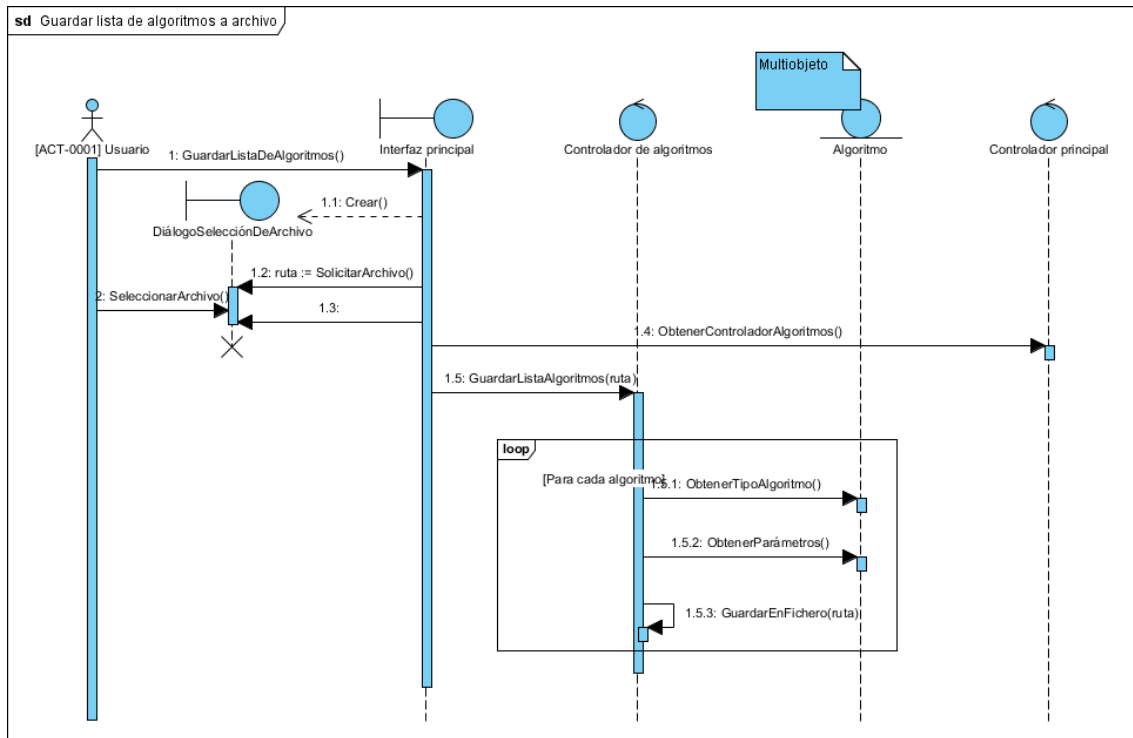 sd Guardar lista de algoritmos a archivo
Multiobjeto
[ACT-0001] Usuario
Interfaz principal
Controlador de algoritmos
Algoritmo
Controlador principal
1: GuardarListaDeAlgoritmos()
1.1: Crear()
DiálogoSelecciónDeArchivo
1.2: ruta := SolicitarArchivo()
2: SeleccionarArchivo()
1.3:
1.4: ObtenerControladorAlgoritmos()
1.5: GuardarListaAlgoritmos(ruta)
loop
[Para cada algoritmo]
1.5.1: ObtenerTipoAlgoritmo()
1.5.2: ObtenerParámetros()
1.5.3: GuardarEnFichero(ruta)